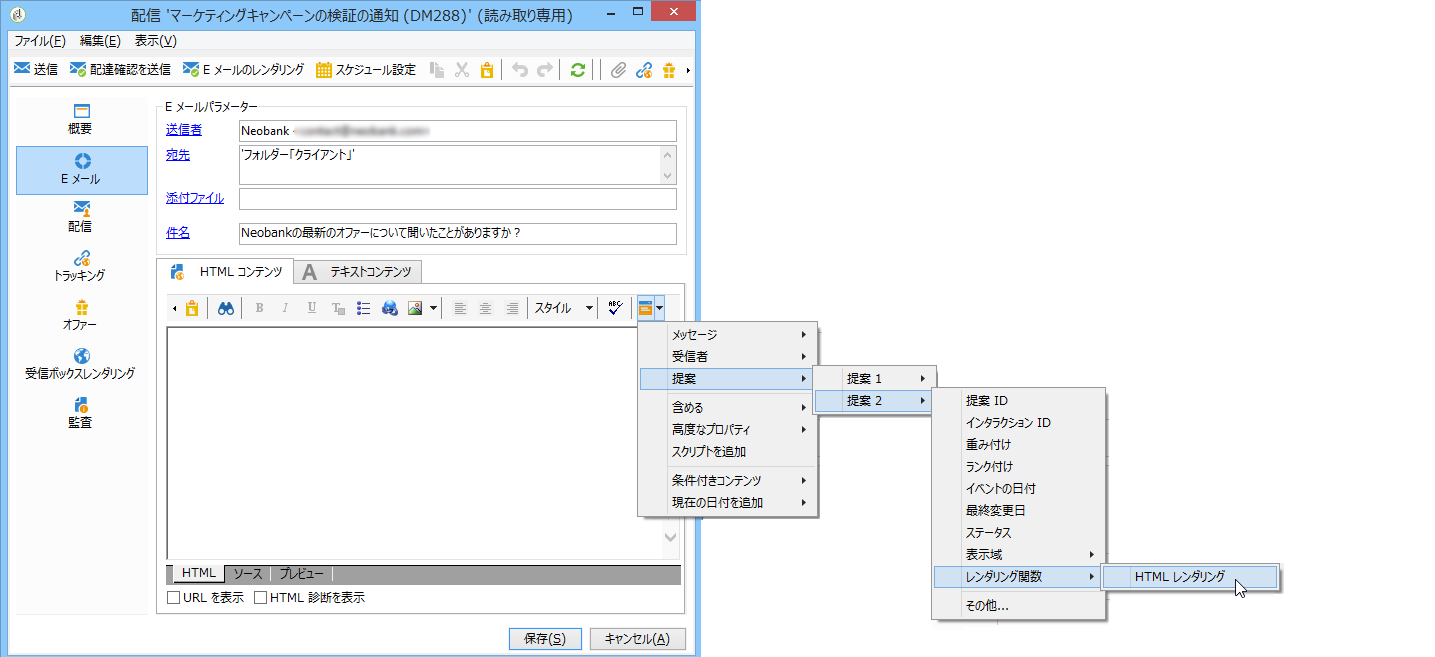 配信 'マーケティングキャンペーンの検証の通知 (DM288)' (読み取り専用)
ファイル(F) 編集(E) 表示(V)
送信 配達確認を送信 E メールのレンダリング スケジュール設定
概要
E メール
配信
トラッキング
オファー
受信ボックスレンダリング
監査
E メールパラメーター
送信者 Neobank
宛先 'フォルダー「クライアント」'
添付ファイル
件名 Neobankの最新のオファーについて聞いたことがありますか？
HTML コンテンツ A テキストコンテンツ
B I U T スタイル ABC
メッセージ
受信者
提案
含める
高度なプロパティ
スクリプトを追加
条件付きコンテンツ
現在の日付を追加
提案 1
提案 2
提案 ID
インタラクション ID
重み付け
ランク付け
イベントの日付
最終変更日
ステータス
表示域
レンダリング関数
その他...
HTML レンダリング
HTML ソース プレビュー
URL を表示 HTML 診断を表示
保存(S) キャンセル(A)